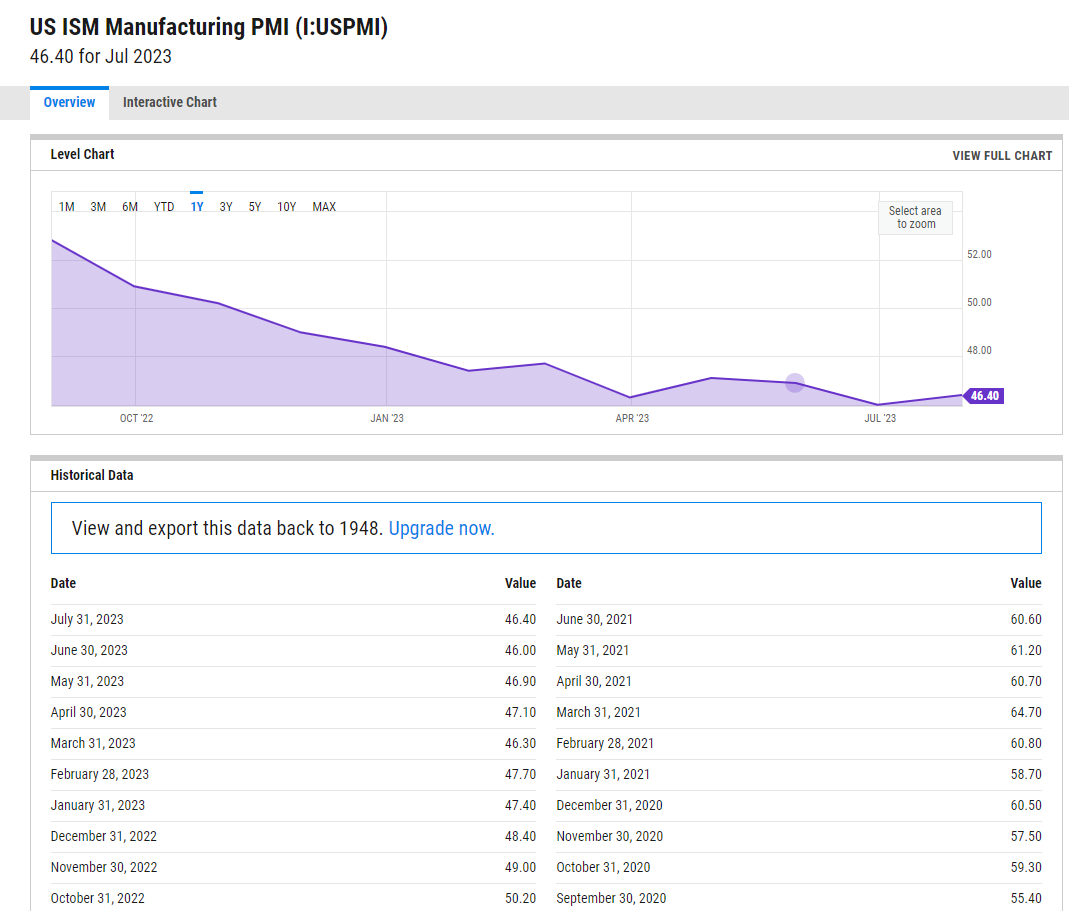 US ISM Manufacturing PMI (I:USPMI)
46.40 for Jul 2023
Overview Interactive Chart
Level Chart VIEW FULL CHART
1M 3M 6M YTD 1Y 3Y 5Y 10Y MAX
Select area
to zoom
52.00
50.00
48.00
46.40
OCT '22 JAN '23 APR '23 JUL '23
Historical Data
View and export this data back to 1948. Upgrade now.
Date Value Date Value
July 31, 2023 46.40 June 30, 2021 60.60
June 30, 2023 46.00 May 31, 2021 61.20
May 31, 2023 46.90 April 30, 2021 60.70
April 30, 2023 47.10 March 31, 2021 64.70
March 31, 2023 46.30 February 28, 2021 60.80
February 28, 2023 47.70 January 31, 2021 58.70
January 31, 2023 47.40 December 31, 2020 60.50
December 31, 2022 48.40 November 30, 2020 57.50
November 30, 2022 49.00 October 31, 2020 59.30
October 31, 2022 50.20 September 30, 2020 55.40